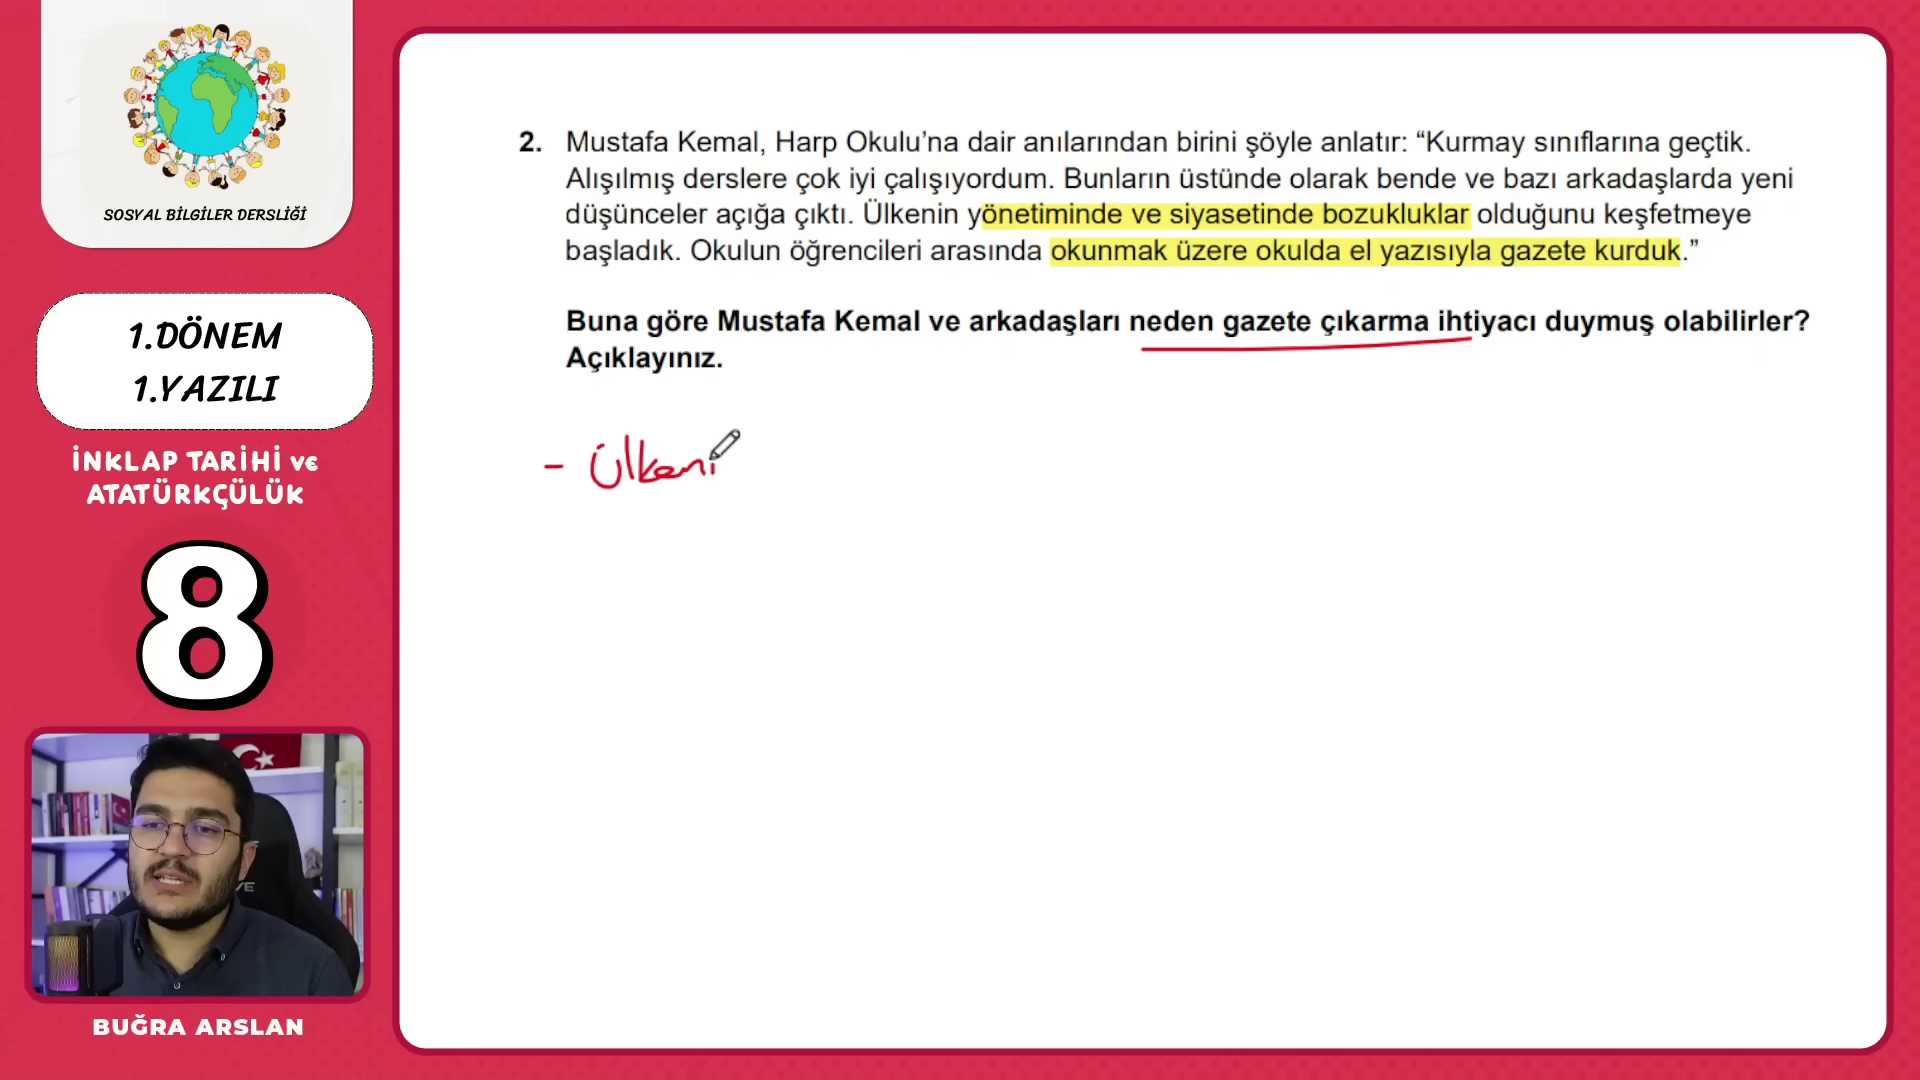 SOSYAL BİLGİLER DERSLİĞİ
1.DÖNEM
1.YAZILI
İNKLAP TARİHİ ve
ATATÜRKÇÜLÜK
8
BUĞRA ARSLAN
2. Mustafa Kemal, Harp Okulu’na dair anılarından birini şöyle anlatır: “Kurmay sınıflarına geçtik.
Alışılmış derslere çok iyi çalışıyordum. Bunların üstünde olarak bende ve bazı arkadaşlarda yeni
düşünceler açığa çıktı. Ülkenin yönetiminde ve siyasetinde bozukluklar olduğunu keşfetmeye
başladık. Okulun öğrencileri arasında okunmak üzere okulda el yazısıyla gazete kurduk.”
Buna göre Mustafa Kemal ve arkadaşları neden gazete çıkarma ihtiyacı duymuş olabilirler?
Açıklayınız.
- Ülkeni